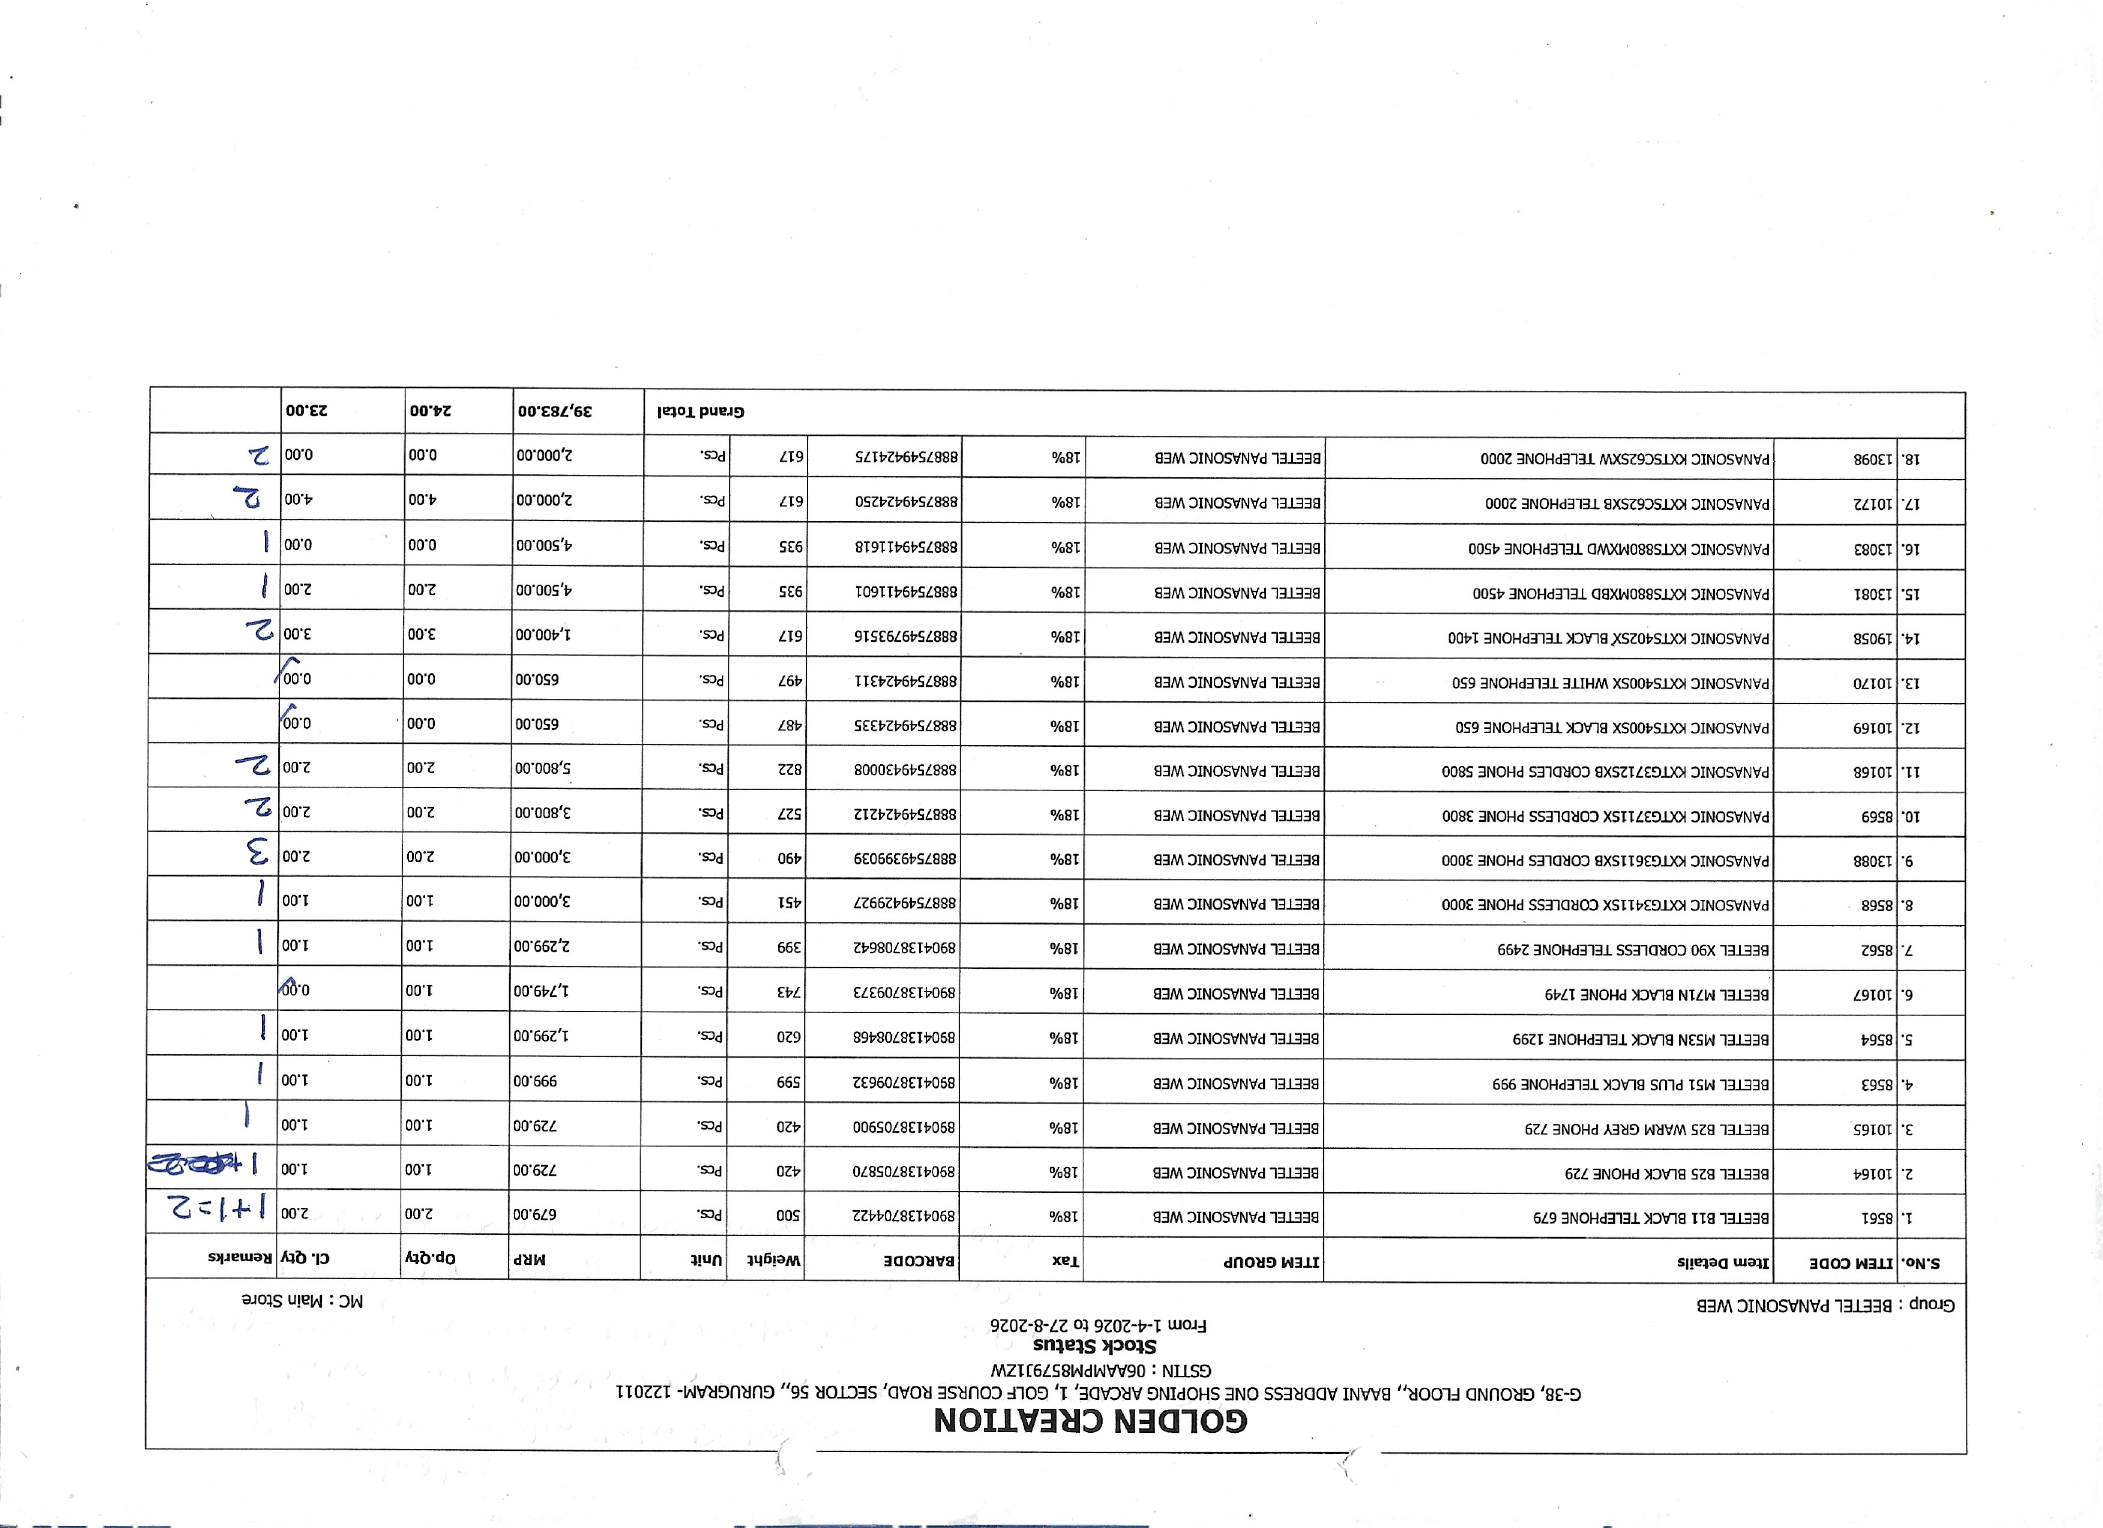 GOLDEN CREATION
G-38, GROUND FLOOR,, BAANI ADDRESS ONE SHOPING ARCADE, 1, GOLF COURSE ROAD, SECTOR 56,, GURUGRAM- 122011
GSTIN : 06AAMPM8579J1ZW
Stock Status
From 1-4-2026 to 27-8-2026
Group : BEETEL PANASONIC WEB MC : Main Store
S.No. ITEM CODE Item Details ITEM GROUP Tax BARCODE Weight Unit MRP Op.Qty Cl. Qty Remarks
1. 8561 BEETEL B11 BLACK TELEPHONE 679 BEETEL PANASONIC WEB 18% 8904138704422 500 Pcs. 679.00 2.00 2.00 1+1=2
2. 10164 BEETEL B25 BLACK PHONE 729 BEETEL PANASONIC WEB 18% 8904138705870 420 Pcs. 729.00 1.00 1.00 1
3. 10165 BEETEL B25 WARM GREY PHONE 729 BEETEL PANASONIC WEB 18% 8904138705900 420 Pcs. 729.00 1.00 1.00 1
4. 8563 BEETEL M51 PLUS BLACK TELEPHONE 999 BEETEL PANASONIC WEB 18% 8904138709632 599 Pcs. 999.00 1.00 1.00 1
5. 8564 BEETEL M53N BLACK TELEPHONE 1299 BEETEL PANASONIC WEB 18% 8904138708468 620 Pcs. 1,299.00 1.00 1.00 1
6. 10167 BEETEL M71N BLACK PHONE 1749 BEETEL PANASONIC WEB 18% 8904138709373 743 Pcs. 1,749.00 1.00 0.00
7. 8562 BEETEL X90 CORDLESS TELEPHONE 2499 BEETEL PANASONIC WEB 18% 8904138708642 399 Pcs. 2,299.00 1.00 1.00 1
8. 8568 PANASONIC KXTG3411SX CORDLESS PHONE 3000 BEETEL PANASONIC WEB 18% 8887549429927 451 Pcs. 3,000.00 1.00 1.00 1
9. 13088 PANASONIC KXTG3611SXB CORDLES PHONE 3000 BEETEL PANASONIC WEB 18% 8887549399039 490 Pcs. 3,000.00 2.00 2.00 3
10. 8569 PANASONIC KXTG3711SX CORDLESS PHONE 3800 BEETEL PANASONIC WEB 18% 8887549424212 527 Pcs. 3,800.00 2.00 2.00 2
11. 10168 PANASONIC KXTG3712SXB CORDLES PHONE 5800 BEETEL PANASONIC WEB 18% 8887549430008 822 Pcs. 5,800.00 2.00 2.00 2
12. 10169 PANASONIC KXTS400SX BLACK TELEPHONE 650 BEETEL PANASONIC WEB 18% 8887549424335 487 Pcs. 650.00 0.00 0.00
13. 10170 PANASONIC KXTS400SX WHITE TELEPHONE 650 BEETEL PANASONIC WEB 18% 8887549424311 497 Pcs. 650.00 0.00 0.00
14. 19058 PANASONIC KXTS402SX BLACK TELEPHONE 1400 BEETEL PANASONIC WEB 18% 8887549793516 617 Pcs. 1,400.00 3.00 3.00 2
15. 13081 PANASONIC KXTS880MXBD TELEPHONE 4500 BEETEL PANASONIC WEB 18% 8887549411601 935 Pcs. 4,500.00 2.00 2.00 1
16. 13083 PANASONIC KXTS880MXWD TELEPHONE 4500 BEETEL PANASONIC WEB 18% 8887549411618 935 Pcs. 4,500.00 0.00 0.00 1
17. 10172 PANASONIC KXTSC62SXB TELEPHONE 2000 BEETEL PANASONIC WEB 18% 8887549424250 617 Pcs. 2,000.00 4.00 4.00 2
18. 13098 PANASONIC KXTSC62SXW TELEPHONE 2000 BEETEL PANASONIC WEB 18% 8887549424175 617 Pcs. 2,000.00 0.00 0.00 2
Grand Total 39,783.00 24.00 23.00